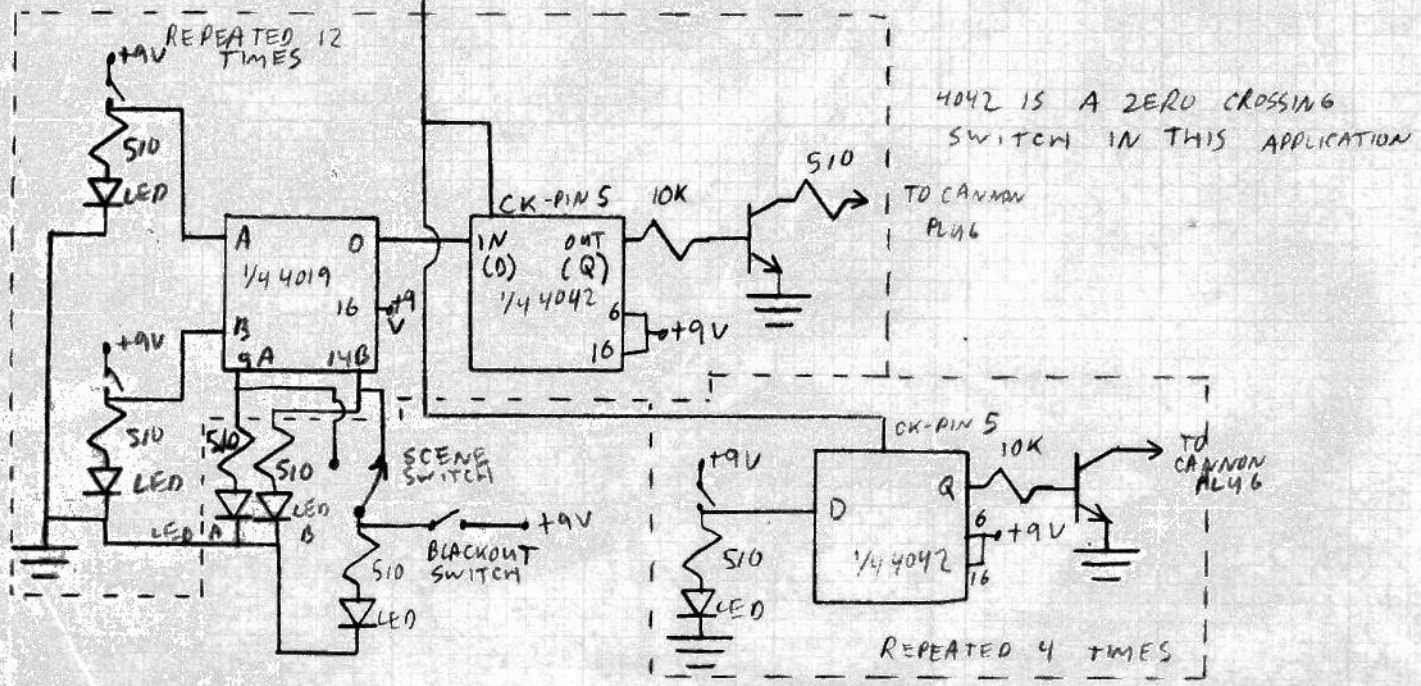 REPEATED 12
TIMES
+9V
510
LED
A
O
1/4 4019
16
+9
V
B
9A
14B
+9V
510
LED
CK-PIN 5
IN
(D)
OUT
(Q)
1/4 4042
6
16
+9V
10K
510
TO CANNON
PLUG
4042 IS A ZERO CROSSING
SWITCH IN THIS APPLICATION
510
LED A
510
LED
B
SCENE
SWITCH
BLACKOUT
SWITCH
+9V
510
LED
+9V
510
LED
CK-PIN 5
D
Q
1/4 4042
6
16
+9V
10K
TO
CANNON
PLUG
REPEATED 4 TIMES